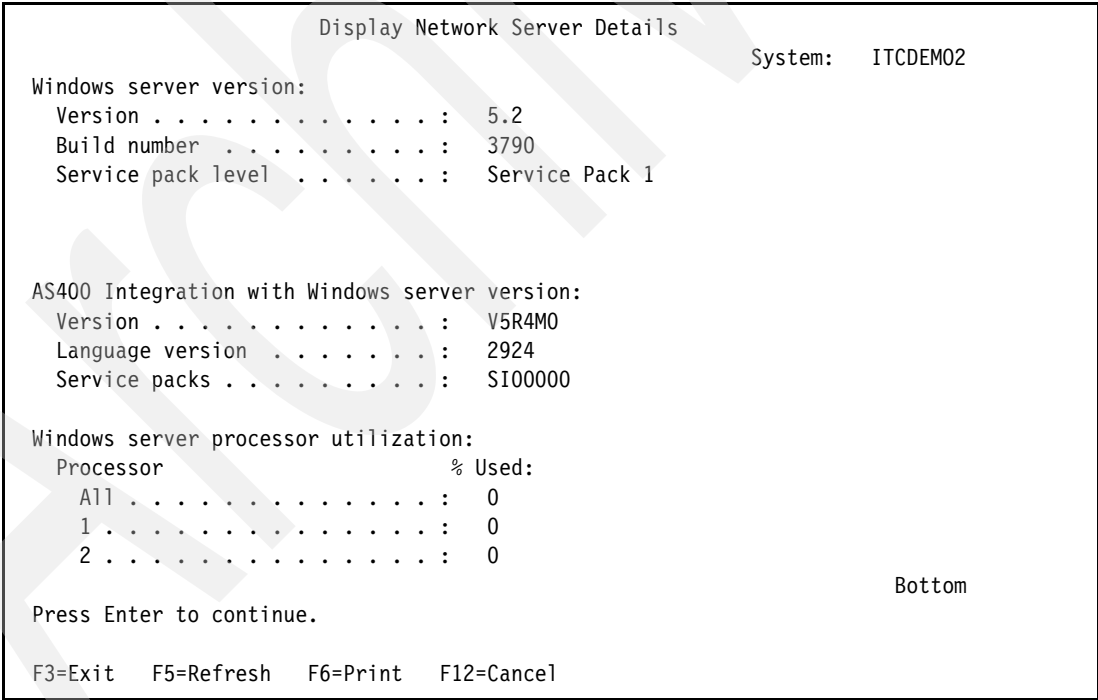 Display Network Server Details
System: ITCDEMO2
Windows server version:
Version . . . . . . . . . . . . . : 5.2
Build number . . . . . . . . . . : 3790
Service pack level . . . . . . : Service Pack 1
AS400 Integration with Windows server version:
Version . . . . . . . . . . . . . : V5R4M0
Language version . . . . . . . : 2924
Service packs . . . . . . . . . : SI00000
Windows server processor utilization:
Processor % Used:
All . . . . . . . . . . . . . . : 0
1 . . . . . . . . . . . . . . . : 0
2 . . . . . . . . . . . . . . . : 0
Bottom
Press Enter to continue.
F3=Exit F5=Refresh F6=Print F12=Cancel